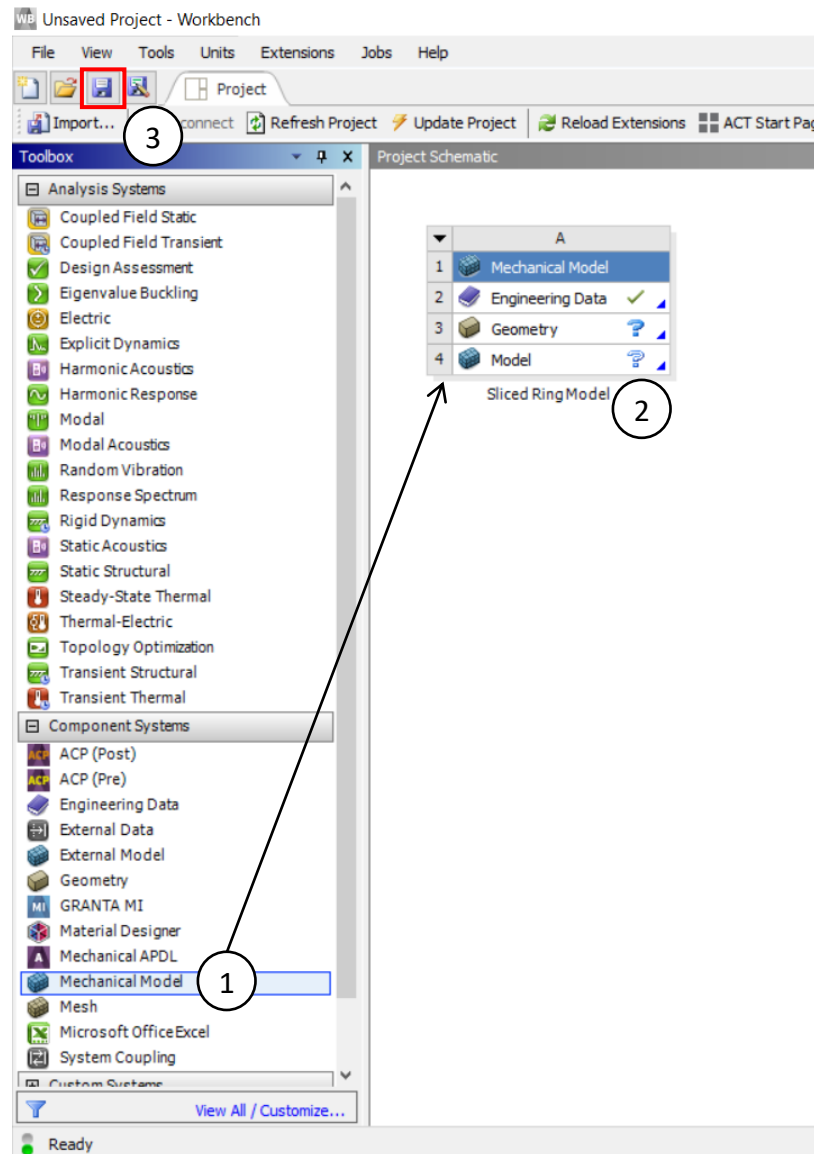 WB Unsaved Project - Workbench
File View Tools Units Extensions Jobs Help
Project
Import... connect Refresh Project Update Project Reload Extensions ACT Start Pag
3
Toolbox
Project Schematic
Analysis Systems
Coupled Field Static
Coupled Field Transient
Design Assessment
Eigenvalue Buckling
Electric
Explicit Dynamics
Harmonic Acoustics
Harmonic Response
Modal
Modal Acoustics
Random Vibration
Response Spectrum
Rigid Dynamics
Static Acoustics
Static Structural
Steady-State Thermal
Thermal-Electric
Topology Optimization
Transient Structural
Transient Thermal
Component Systems
ACP ACP (Post)
ACP ACP (Pre)
Engineering Data
External Data
External Model
Geometry
MI GRANTA MI
Material Designer
A Mechanical APDL
Mechanical Model
1
Mesh
Microsoft Office Excel
System Coupling
Custom Systems
View All / Customize...
Ready
A
1 Mechanical Model
2 Engineering Data
3 Geometry ?
4 Model ?
Sliced Ring Model
2